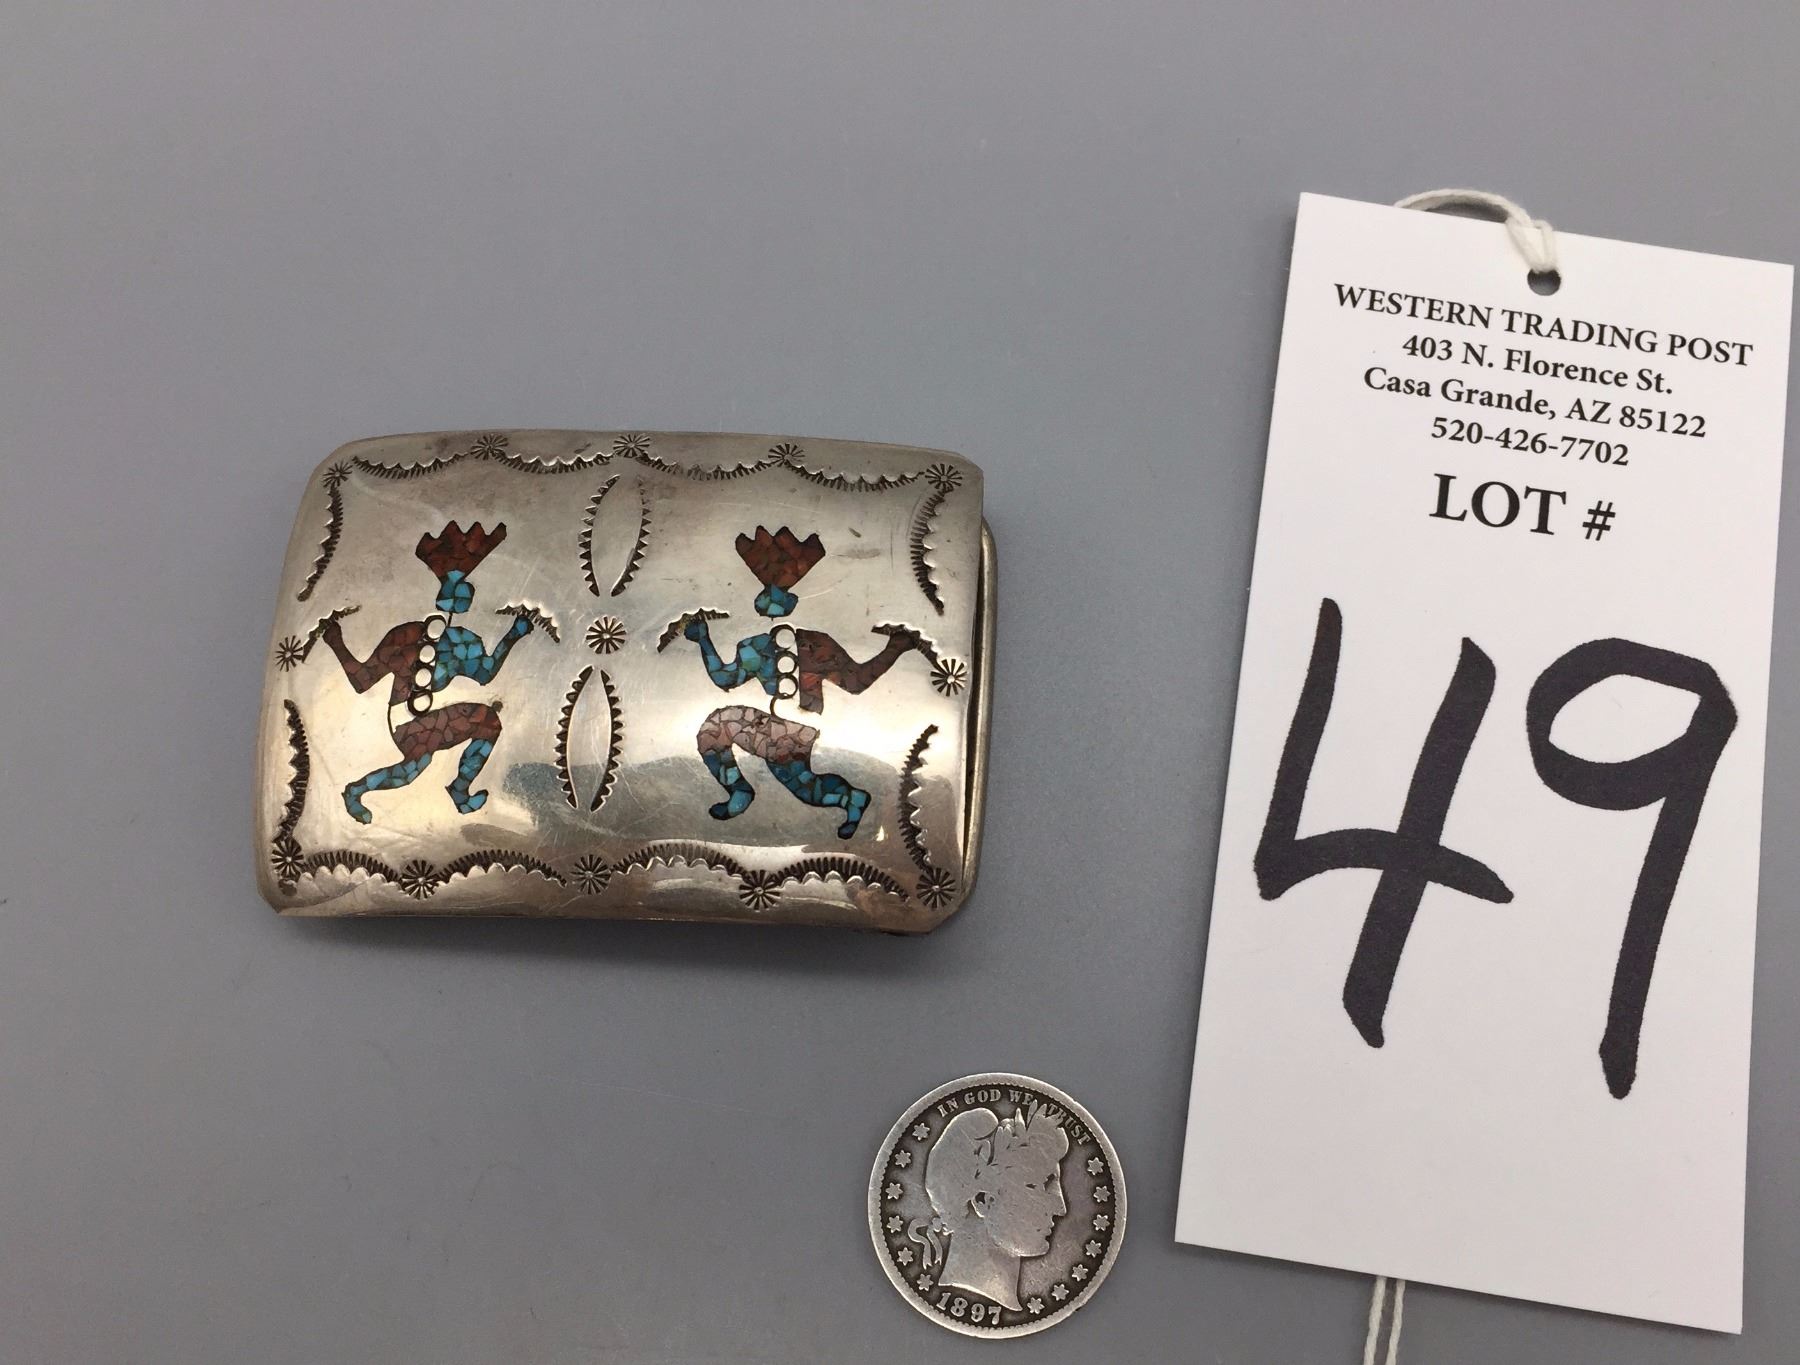 WESTERN TRADING POST
403 N. Florence St.
Casa Grande, AZ 85122
520-426-7702
LOT #
49
IN GOD WE TRUST
1897